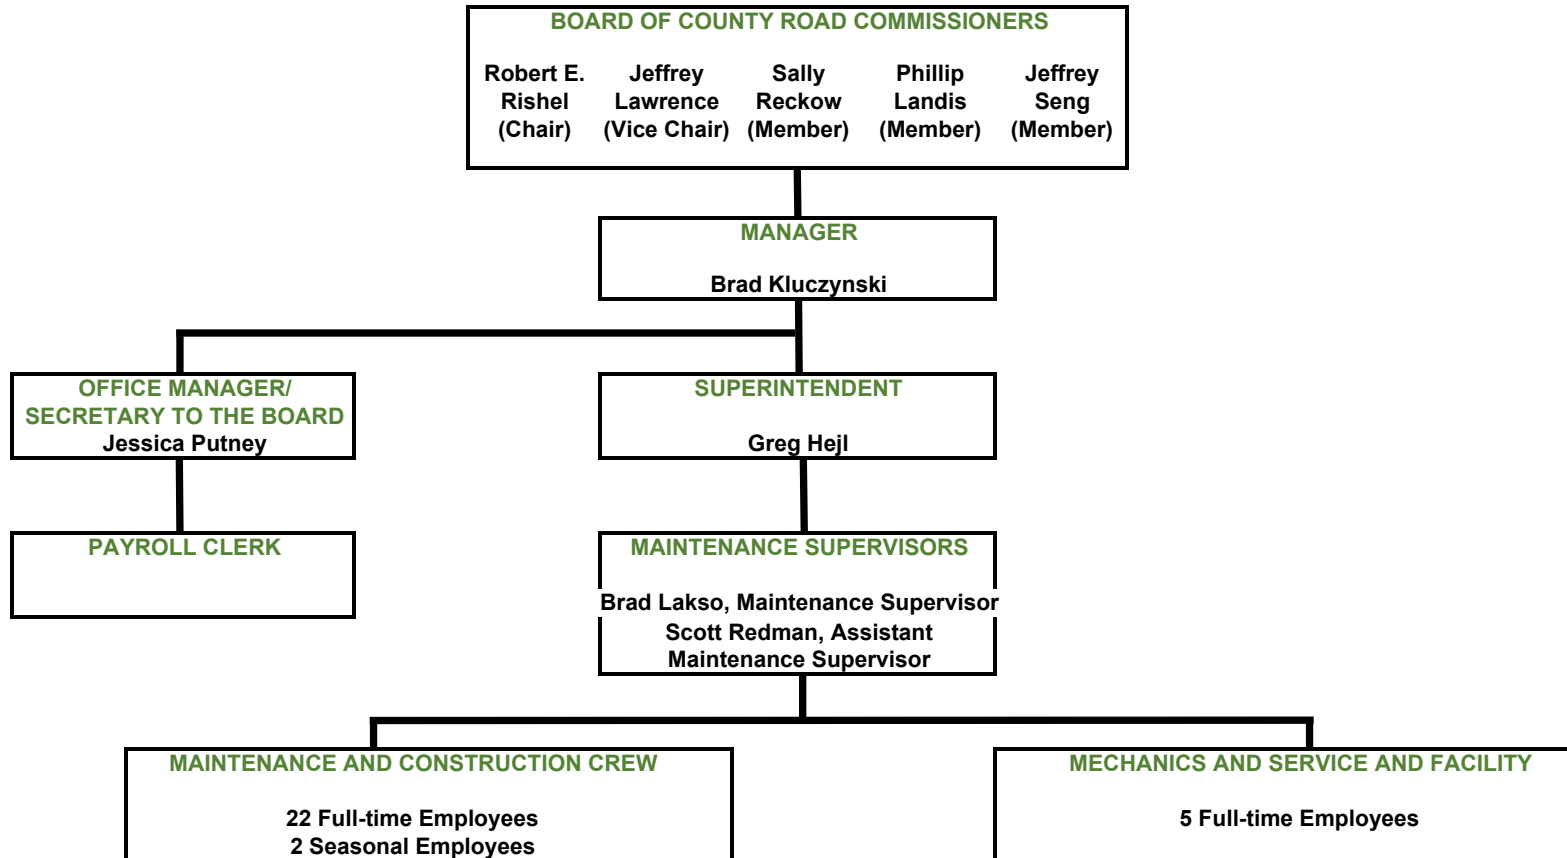 BOARD OF COUNTY ROAD COMMISSIONERS
Robert E. Jeffrey Sally Phillip Jeffrey
Rishel Lawrence Reckow Landis Seng
(Chair) (Vice Chair) (Member) (Member) (Member)
MANAGER
Brad Kluczynski
OFFICE MANAGER/
SECRETARY TO THE BOARD
Jessica Putney
SUPERINTENDENT
Greg Hejl
PAYROLL CLERK
MAINTENANCE SUPERVISORS
Brad Lakso, Maintenance Supervisor
Scott Redman, Assistant
Maintenance Supervisor
MAINTENANCE AND CONSTRUCTION CREW
22 Full-time Employees
2 Seasonal Employees
MECHANICS AND SERVICE AND FACILITY
5 Full-time Employees